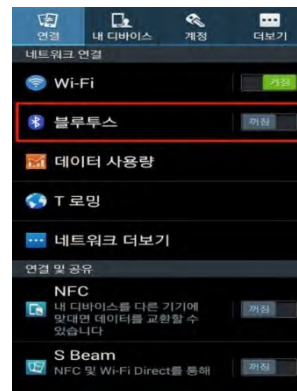 연결 내 디바이스 계정 더보기
네트워크 연결
Wi-Fi 켜짐
블루투스 꺼짐
데이터 사용량
T 로밍
네트워크 더보기
연결 및 공유
NFC
내 디바이스를 다른 기기에
맞대면 데이터를 교환할 수 꺼짐
있습니다
S Beam
NFC 및 Wi-Fi Direct를 통해 꺼짐